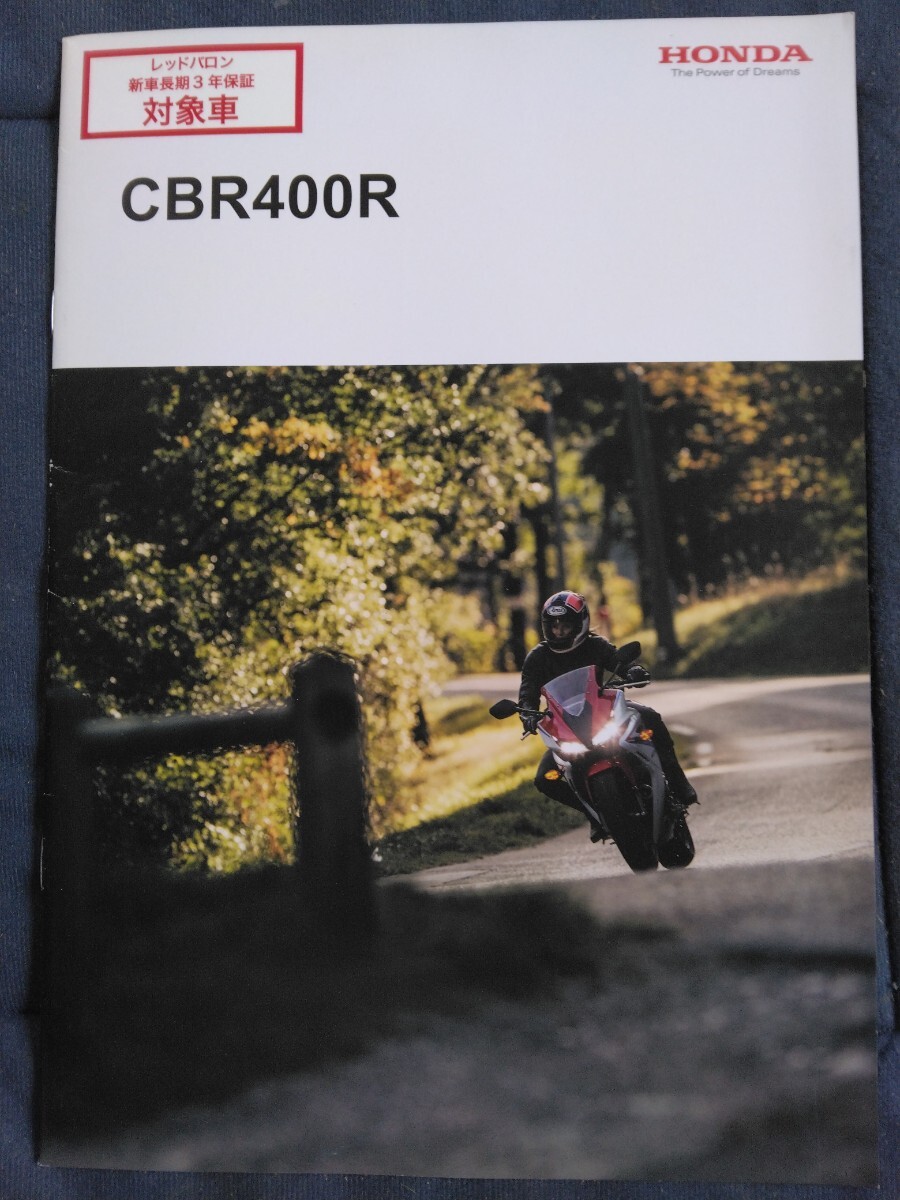 レッドバロン
新車長期3年保証
対象車
HONDA
The Power of Dreams
CBR400R